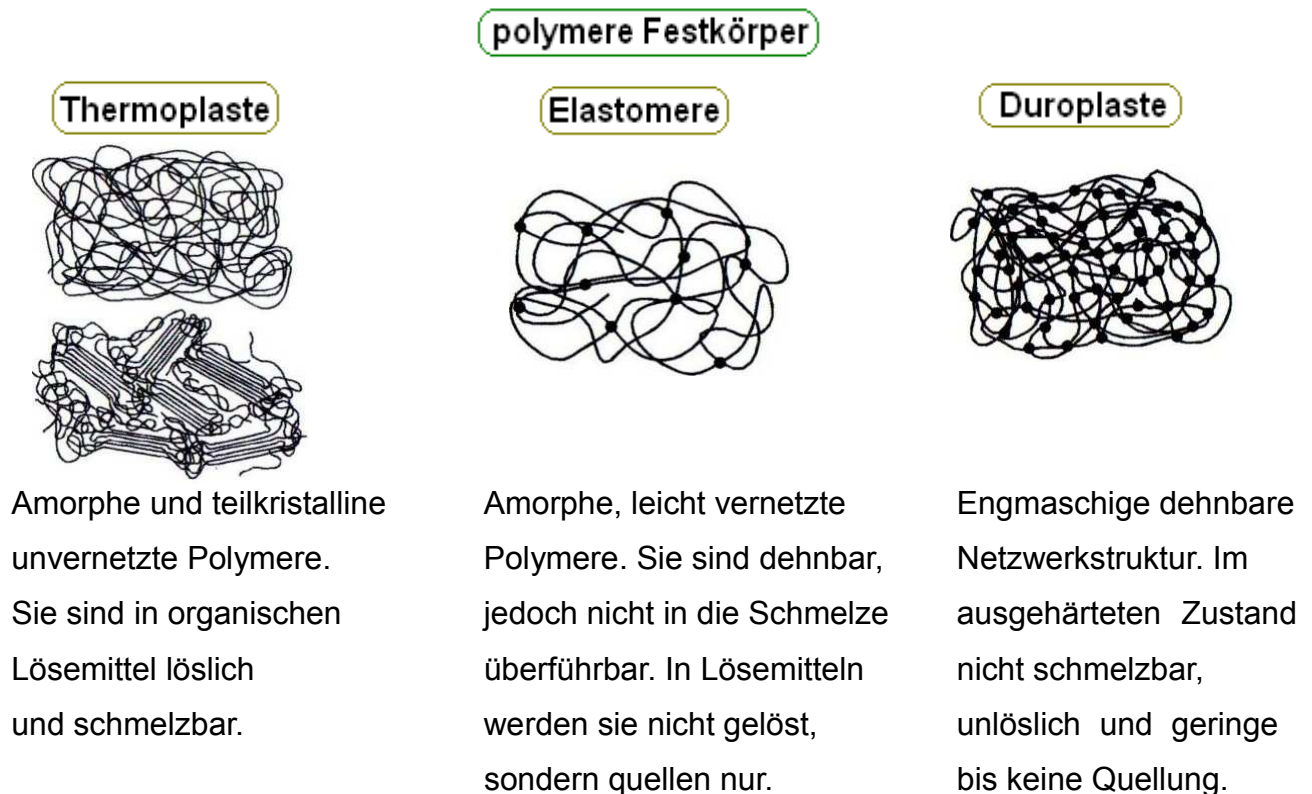 polymere Festkörper
Thermoplaste
Elastomere
Duroplaste
Amorphe und teilkristalline
unvernetzte Polymere.
Sie sind in organischen
Lösemittel löslich
und schmelzbar.
Amorphe, leicht vernetzte
Polymere. Sie sind dehnbar,
jedoch nicht in die Schmelze
überführbar. In Lösemitteln
werden sie nicht gelöst,
sondern quellen nur.
Engmaschige dehnbare
Netzwerkstruktur. Im
ausgehärteten Zustand
nicht schmelzbar,
unlöslich und geringe
bis keine Quellung.